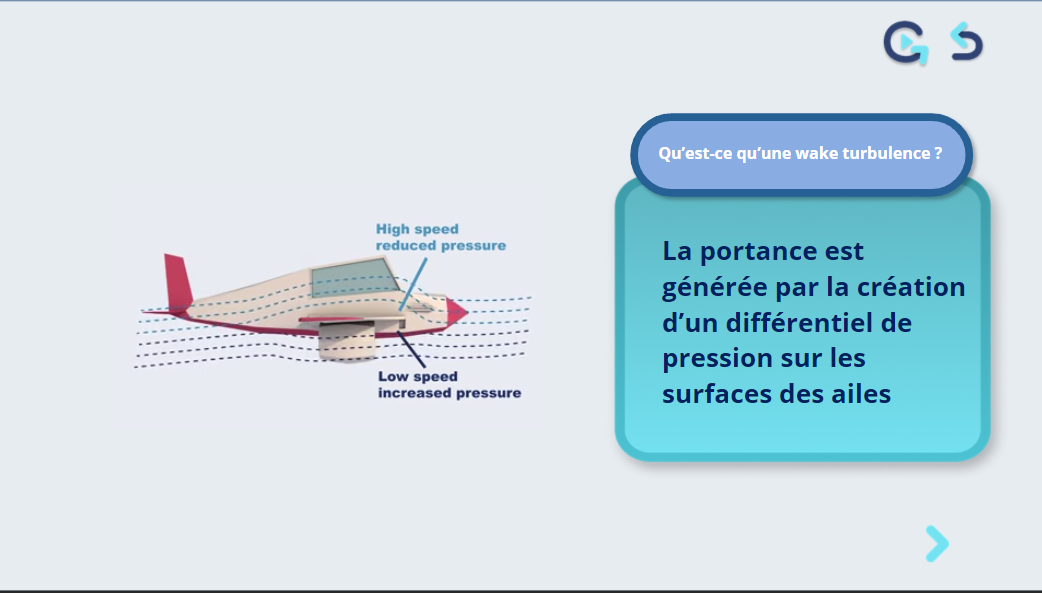 Qu’est-ce qu’une wake turbulence ?
High speed
reduced pressure
Low speed
increased pressure
La portance est
générée par la création
d’un différentiel de
pression sur les
surfaces des ailes